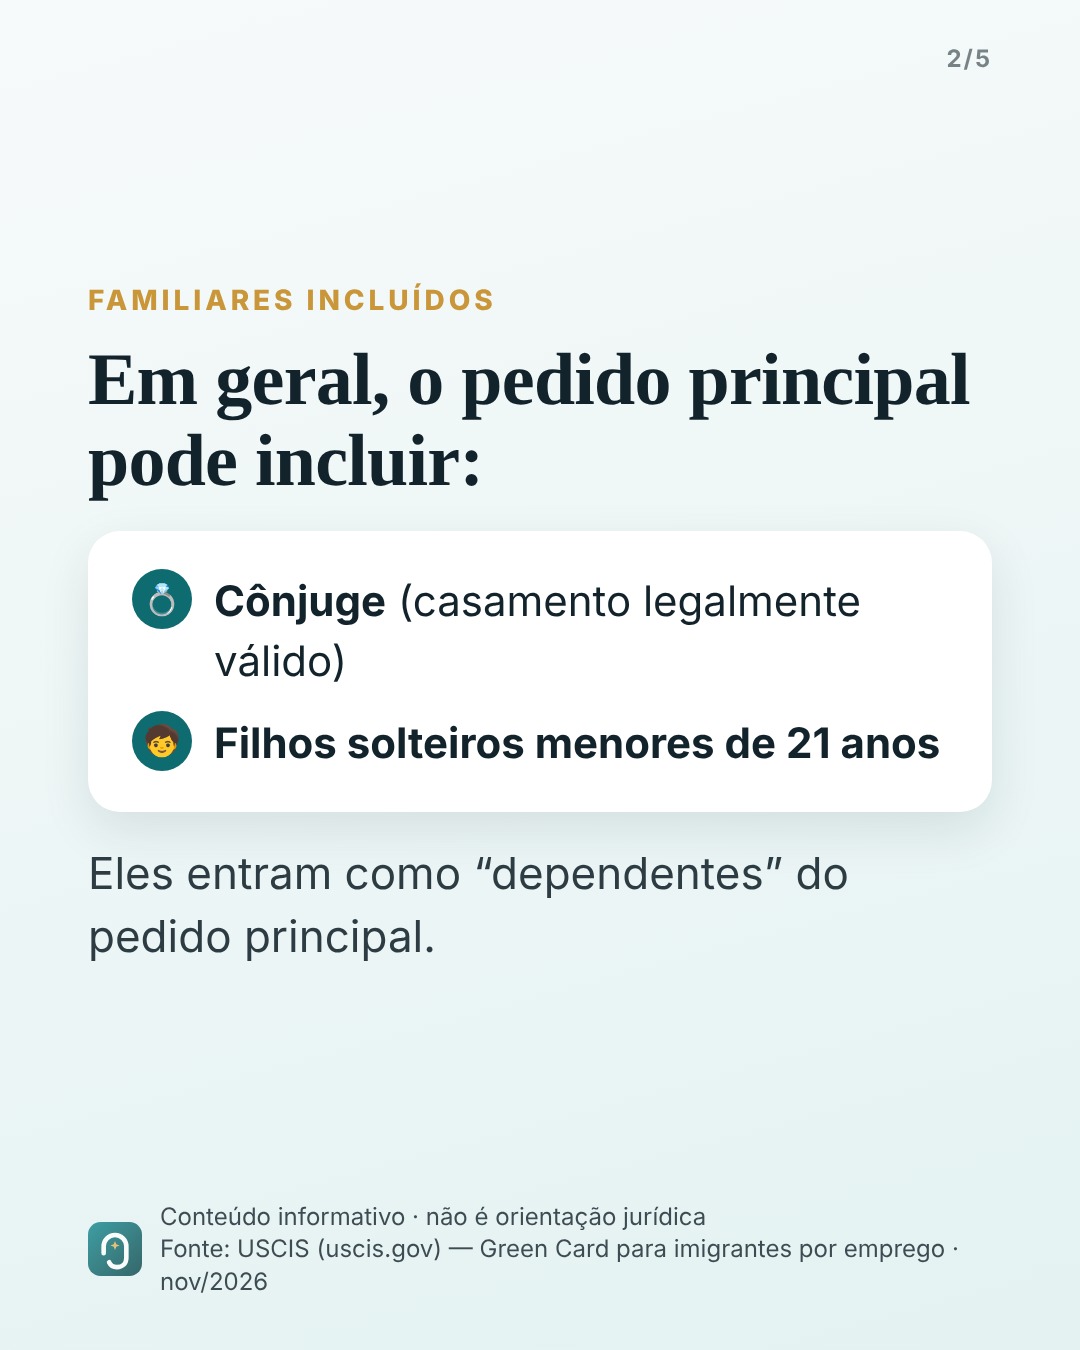 2/5
FAMILIARES INCLUÍDOS
Em geral, o pedido principal
pode incluir:
Cônjuge (casamento legalmente
válido)
Filhos solteiros menores de 21 anos
Eles entram como “dependentes” do
pedido principal.
Conteúdo informativo · não é orientação jurídica
Fonte: USCIS (uscis.gov) — Green Card para imigrantes por emprego ·
nov/2026